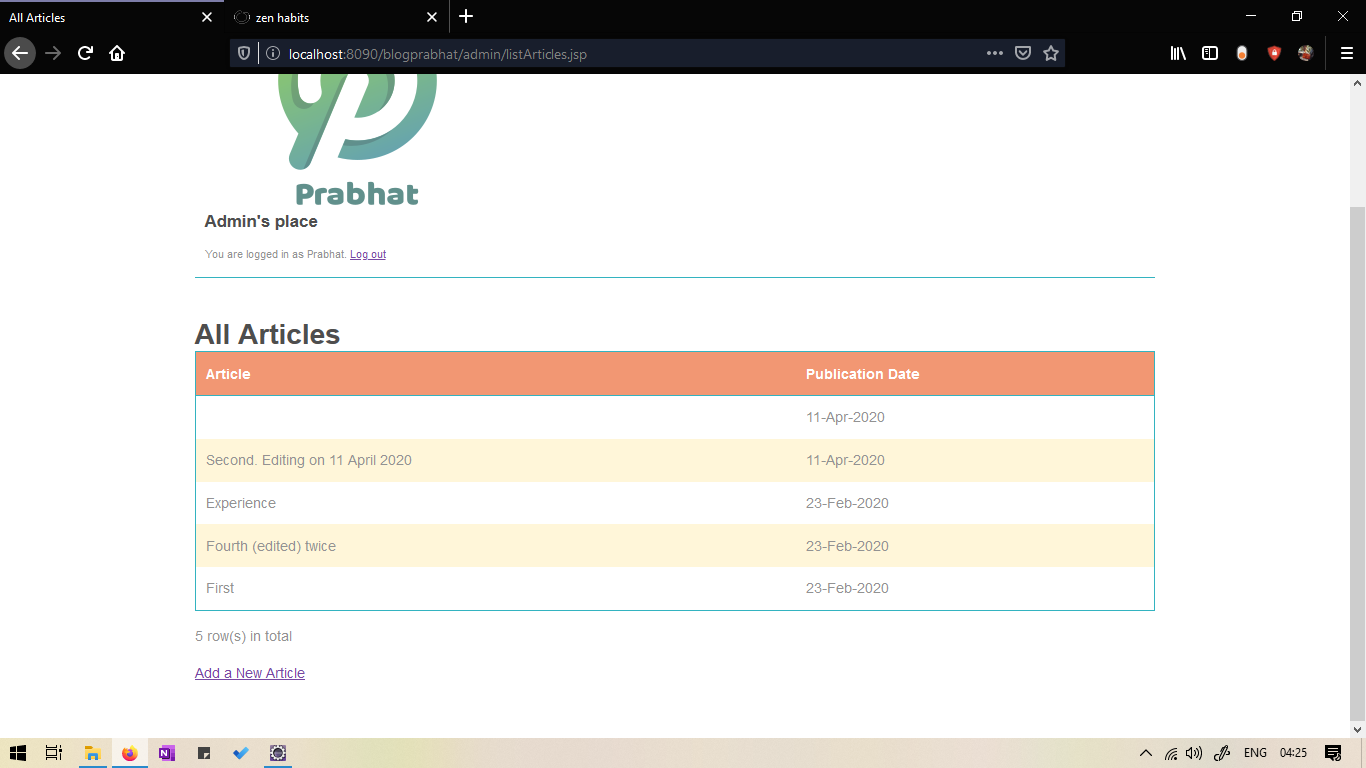 All Articles
zen habits
localhost:8090/blogprabhat/admin/listArticles.jsp
Prabhat
Admin's place
You are logged in as Prabhat. Log out
All Articles
Article Publication Date
11-Apr-2020
Second. Editing on 11 April 2020 11-Apr-2020
Experience 23-Feb-2020
Fourth (edited) twice 23-Feb-2020
First 23-Feb-2020
5 row(s) in total
Add a New Article
ENG 04:25